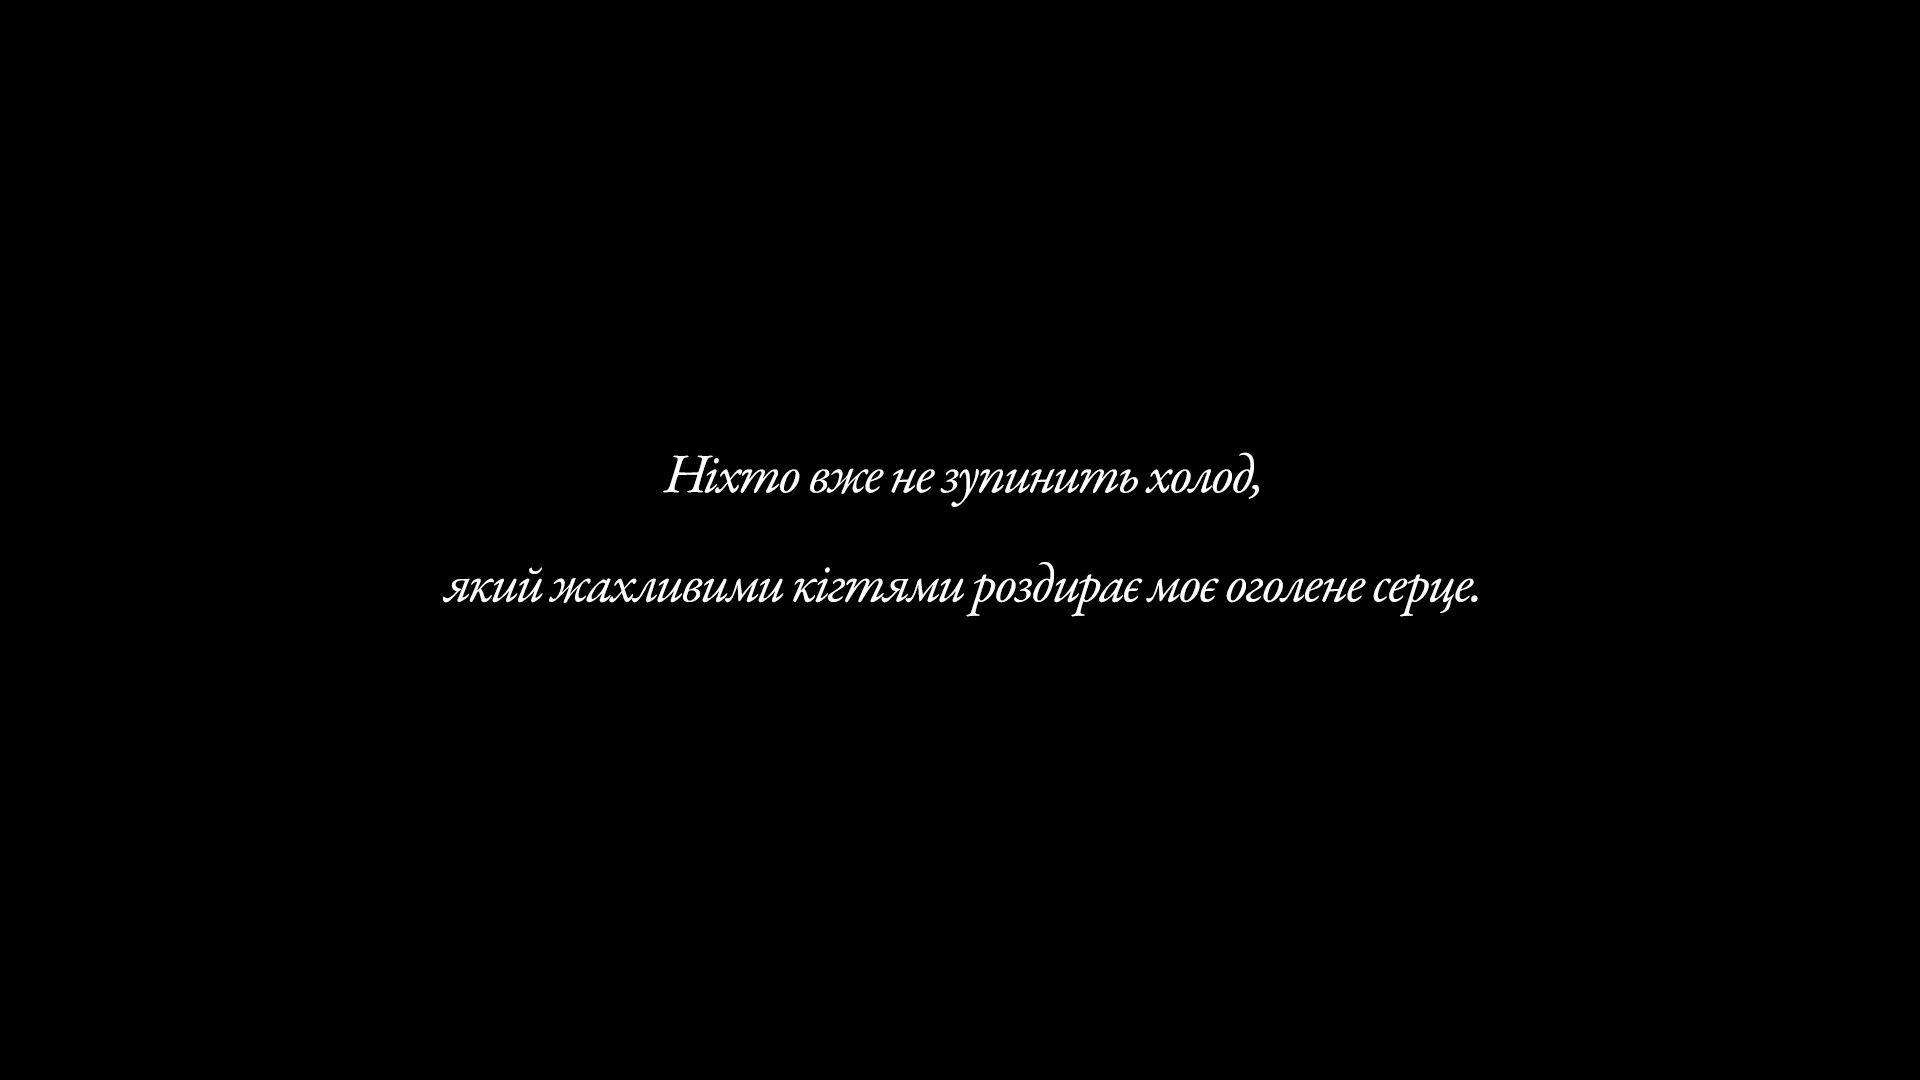 Ніхто вже не зупинить холод,
який жахливими кігтями роздирає моє оголене серце.